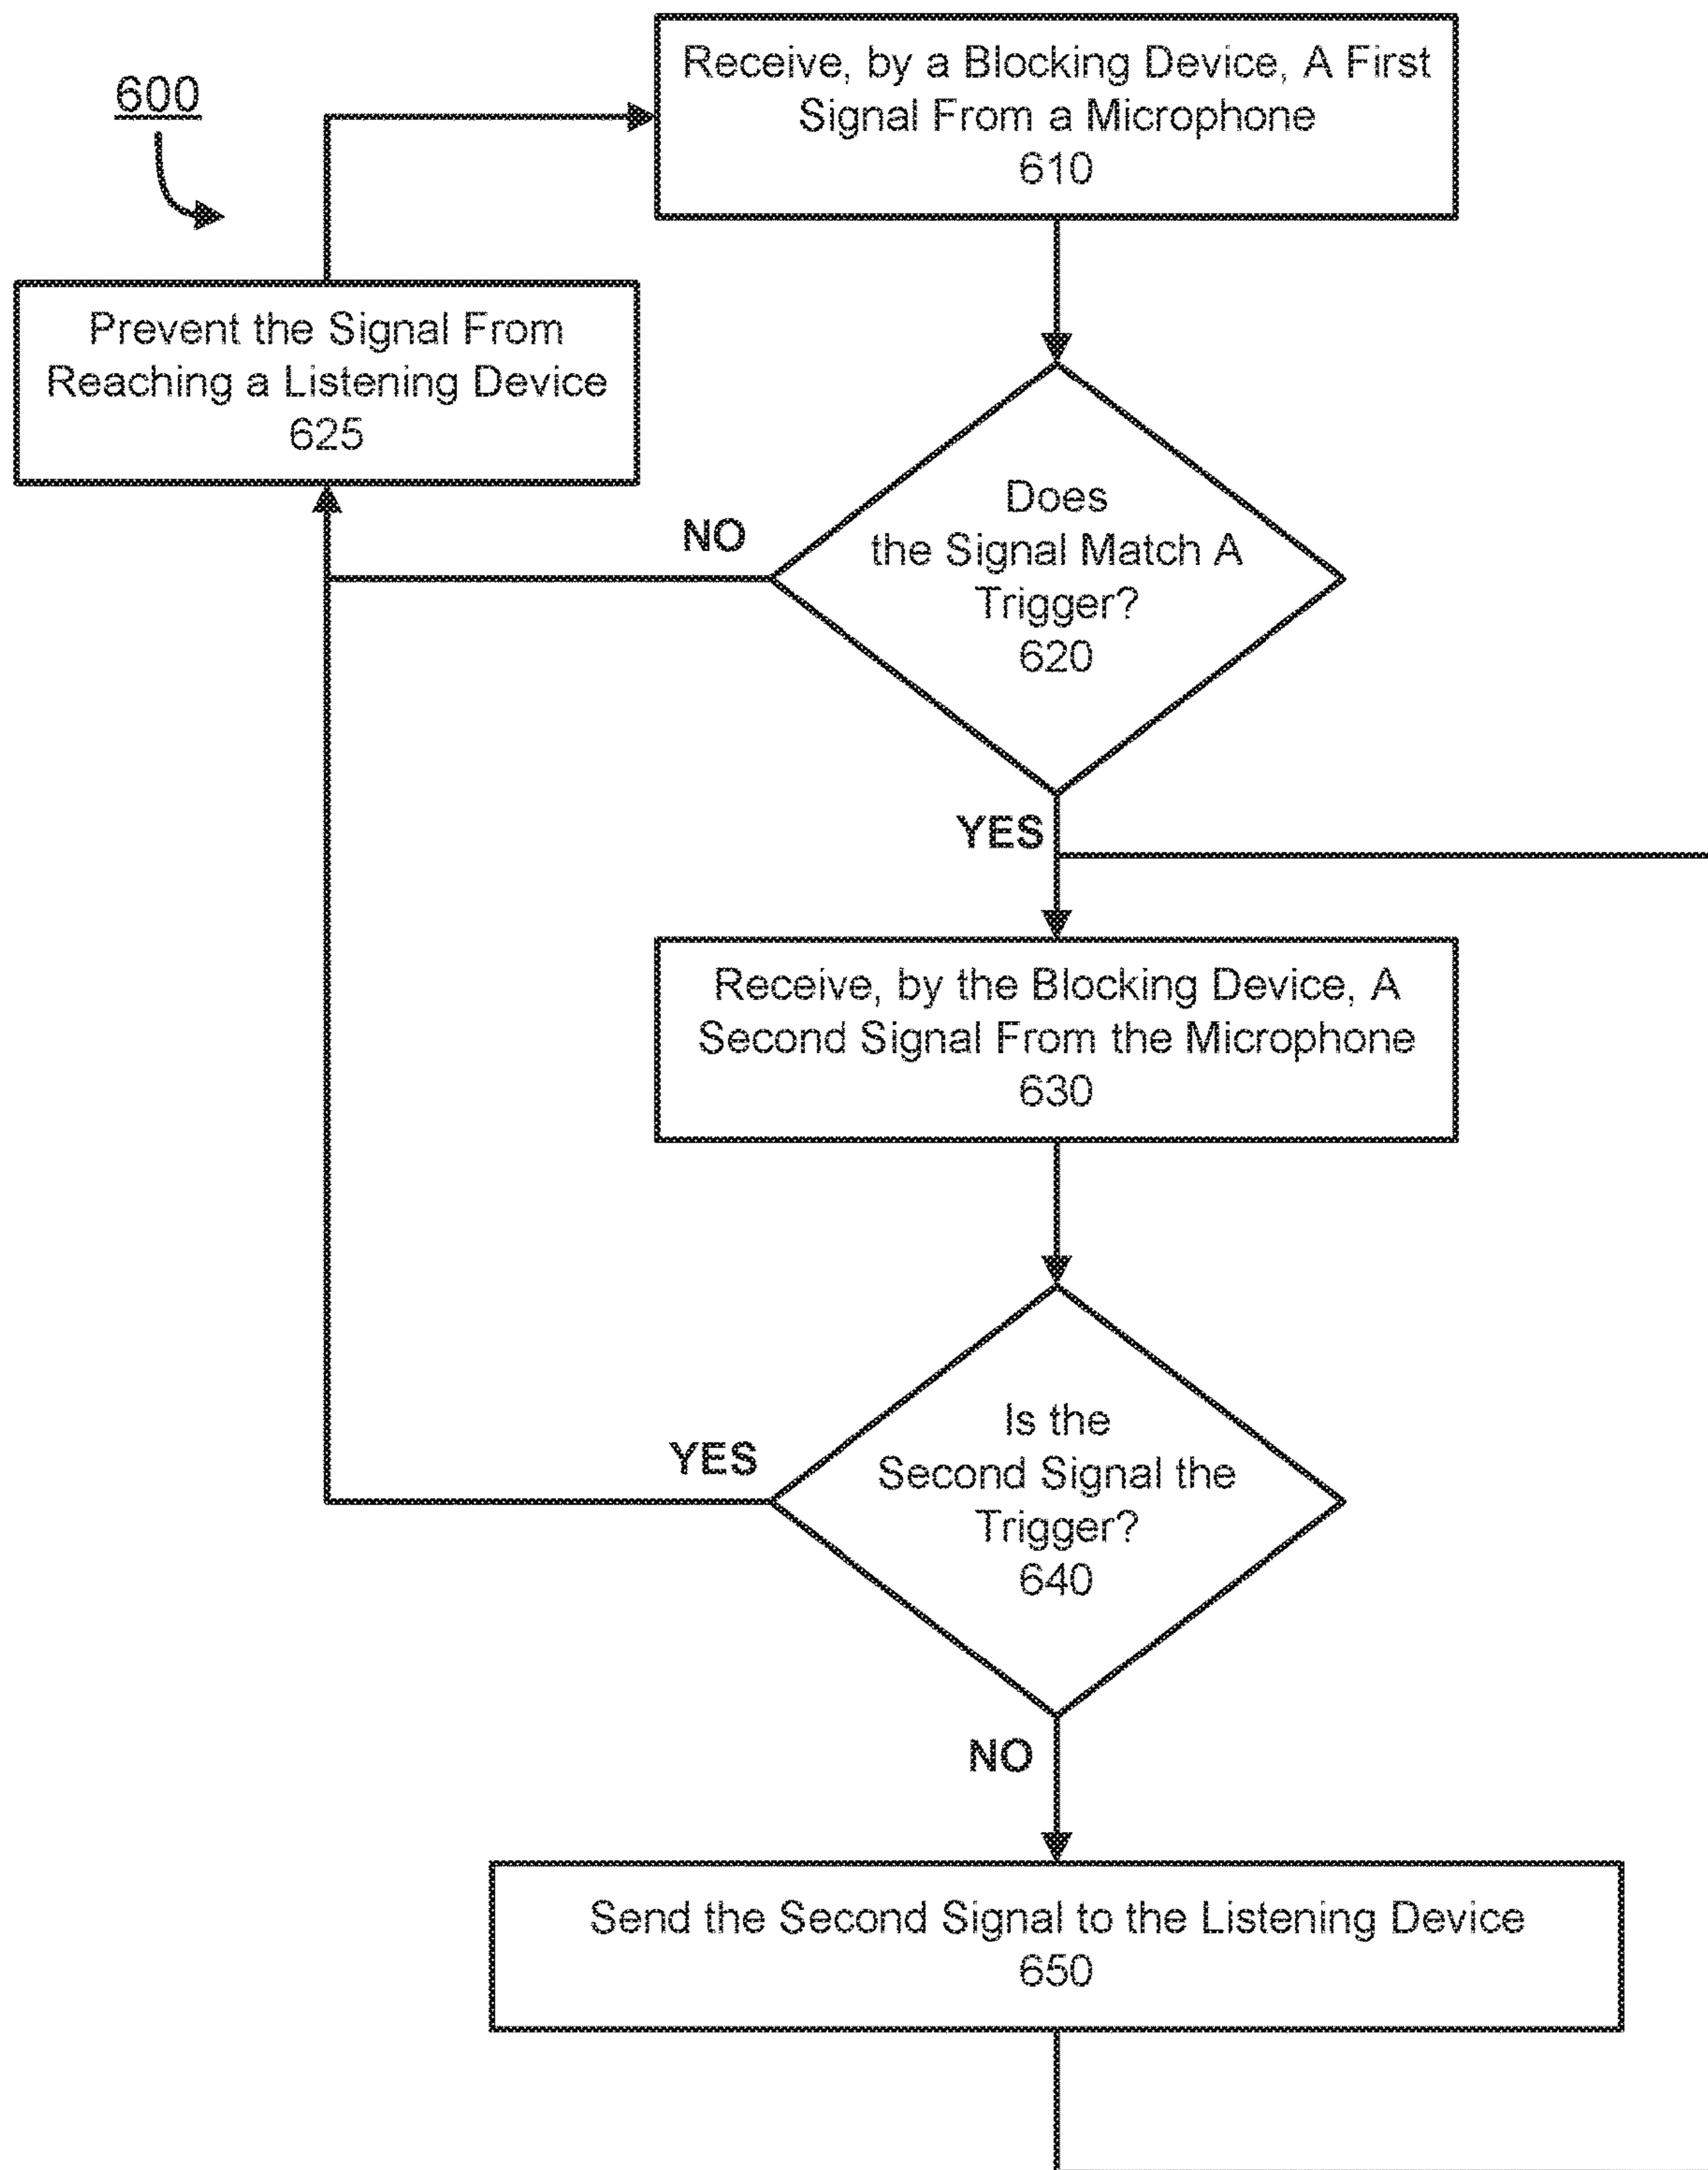 600
Receive, by a Blocking Device, A First
Signal From a Microphone
610
Prevent the Signal From
Reaching a Listening Device
625
Does
the Signal Match A
Trigger?
620
NO
YES
Receive, by the Blocking Device, A
Second Signal From the Microphone
630
Is the
Second Signal the
Trigger?
640
YES
NO
Send the Second Signal to the Listening Device
650